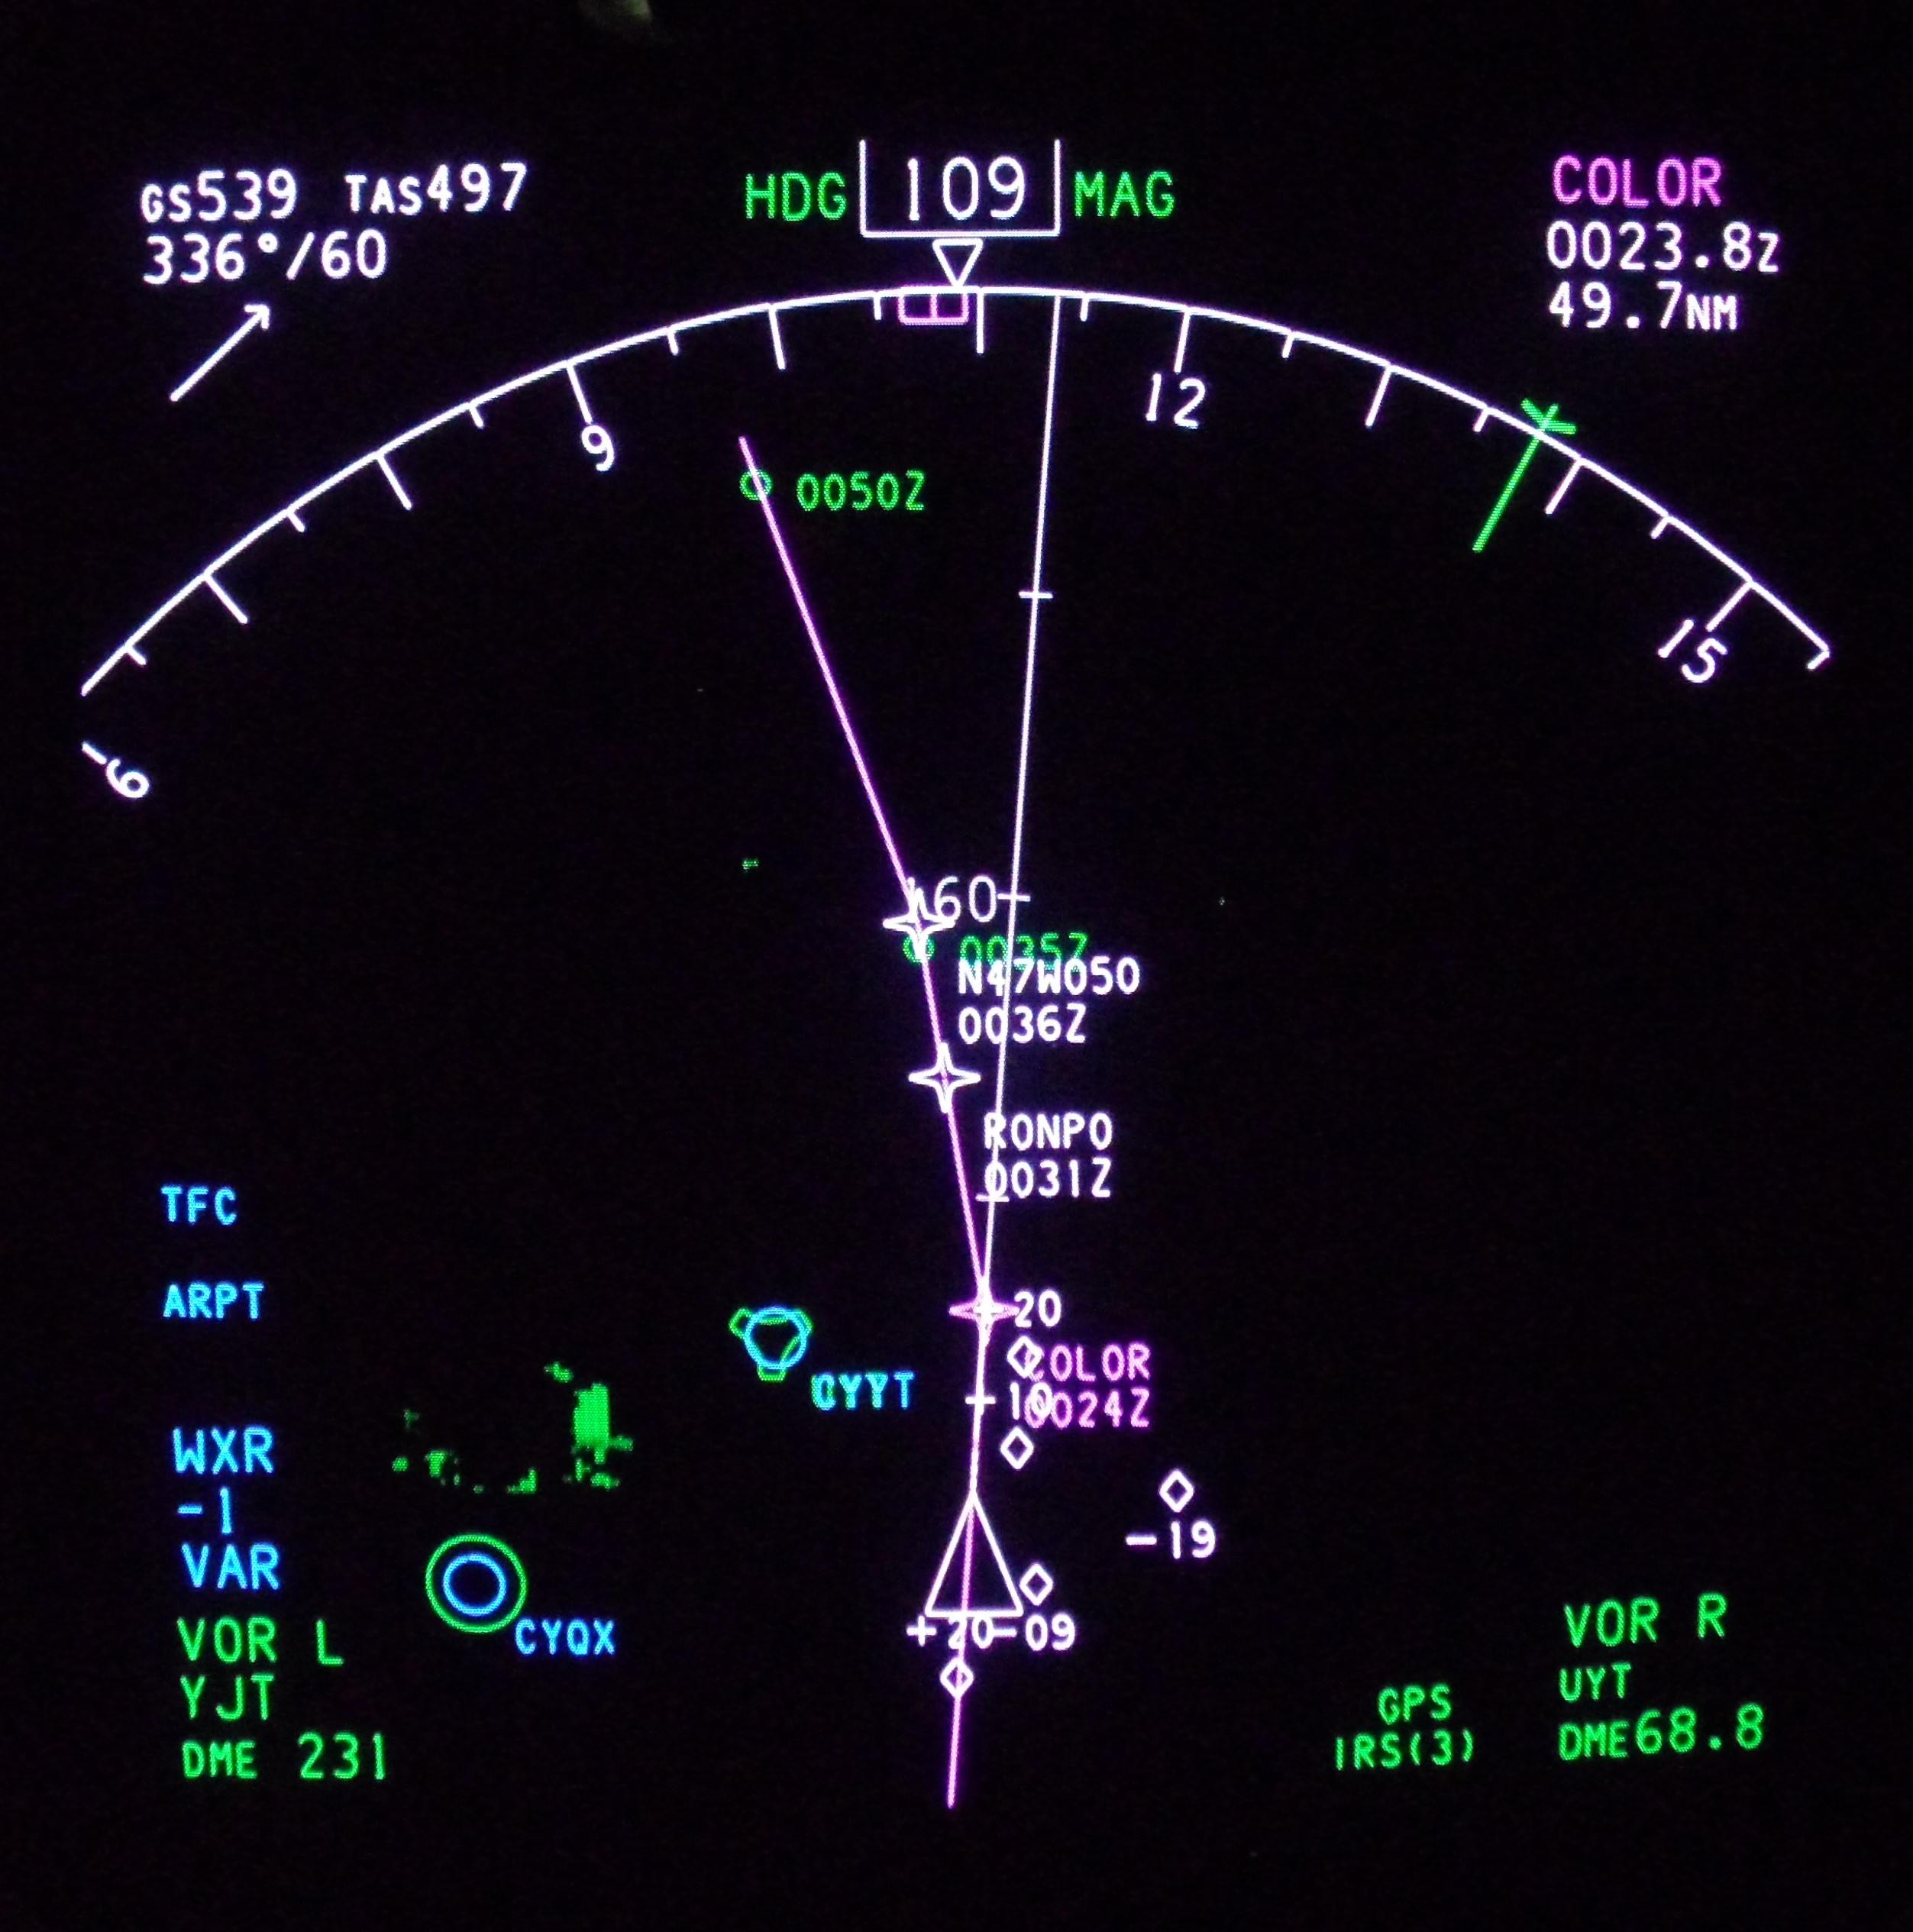 GS539 TAS497
336°/60
HDG 109 MAG
COLOR
0023.8Z
49.7NM
6
9
12
15
0050Z
160
0035Z
N47W050
0036Z
RONPO
0031Z
20
COLOR
10
0024Z
TFC
ARPT
CYYT
WXR
-1
VAR
CYQX
-19
+20
-09
VOR L
YJT
DME 231
GPS
IRS(3)
VOR R
UYT
DME68.8